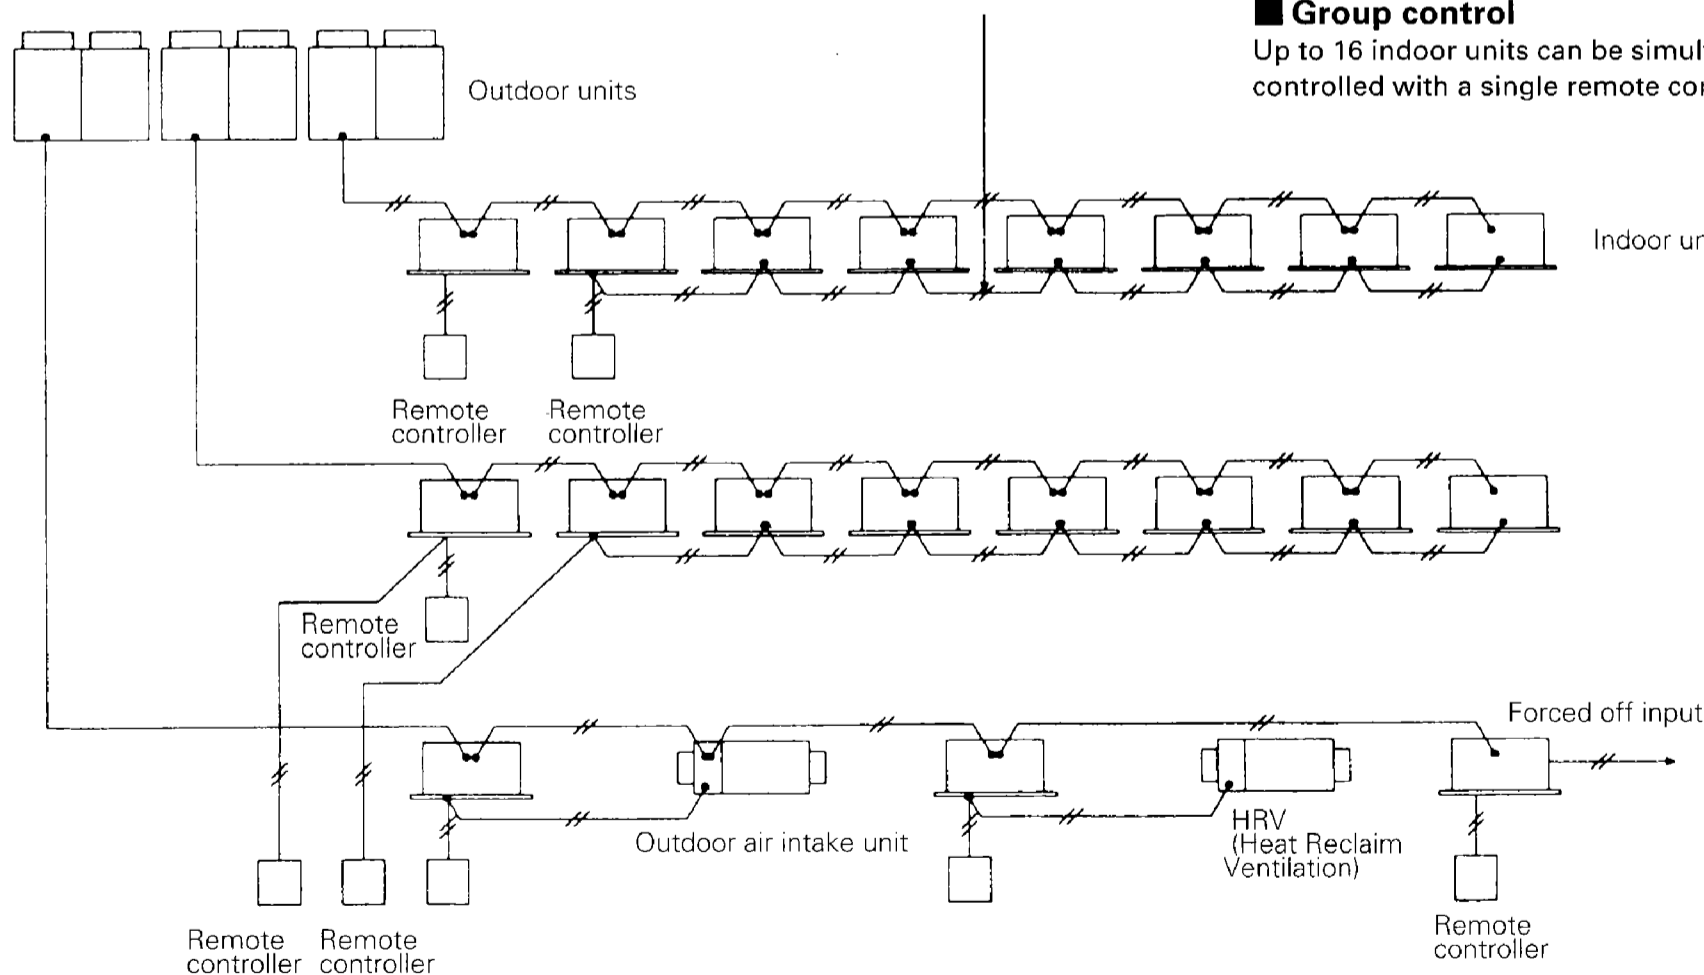 ■ Group control
Up to 16 indoor units can be
controlled with a single remote
Outdoor units
Indoor
Remote
controller
Remote
controller
Remote
controller
Forced off input
Outdoor air intake unit
HRV
(Heat Reclaim
Ventilation)
Remote
controller
Remote
controller
Remote
controller